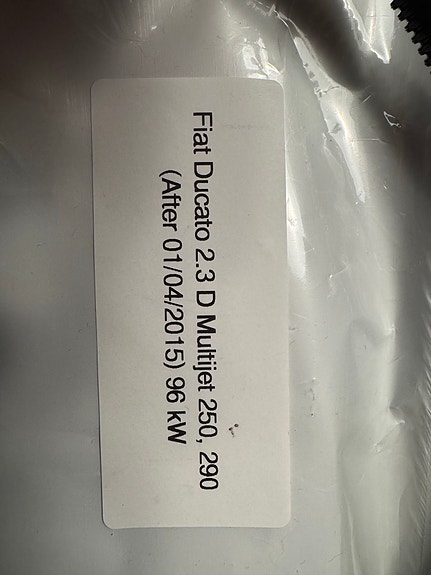 Fiat Ducato 2.3 D Multijet 250, 290
(After 01/04/2015) 96 kW